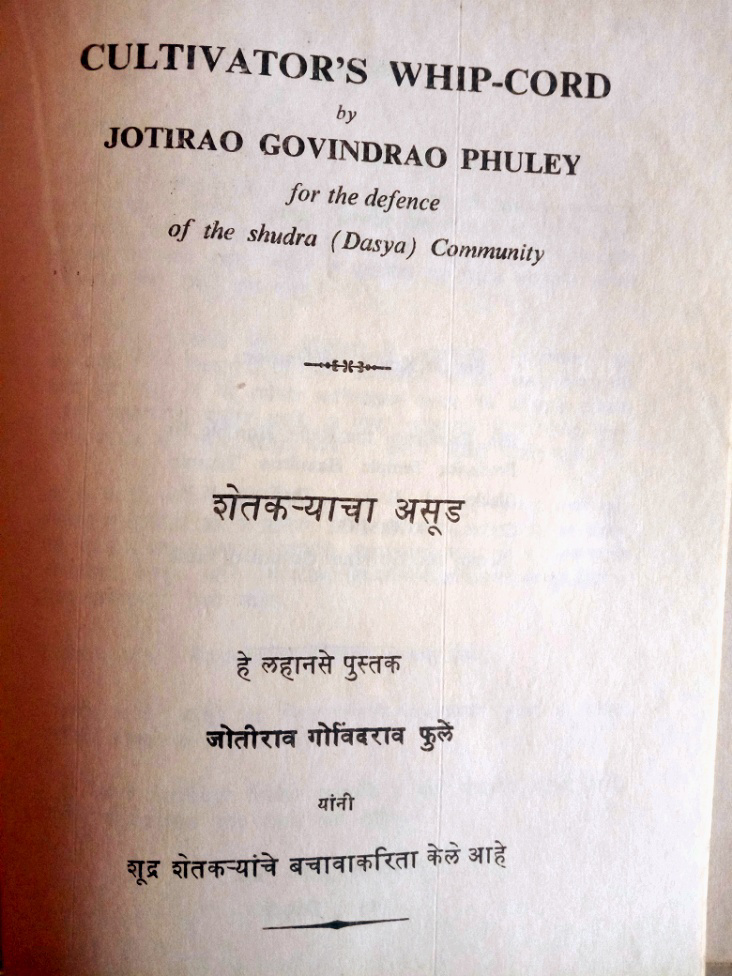 CULTIVATOR'S WHIP-CORD
by
JOTIRAO GOVINDRAO PHULEY
for the defence
of the shudra (Dasya) Community
शेतकऱ्याचा असूड
हे लहानसे पुस्तक
जोतीराव गोविंदराव फुले
यांनी
शूद्र शेतकऱ्यांचे बचावाकरिता केले आहे